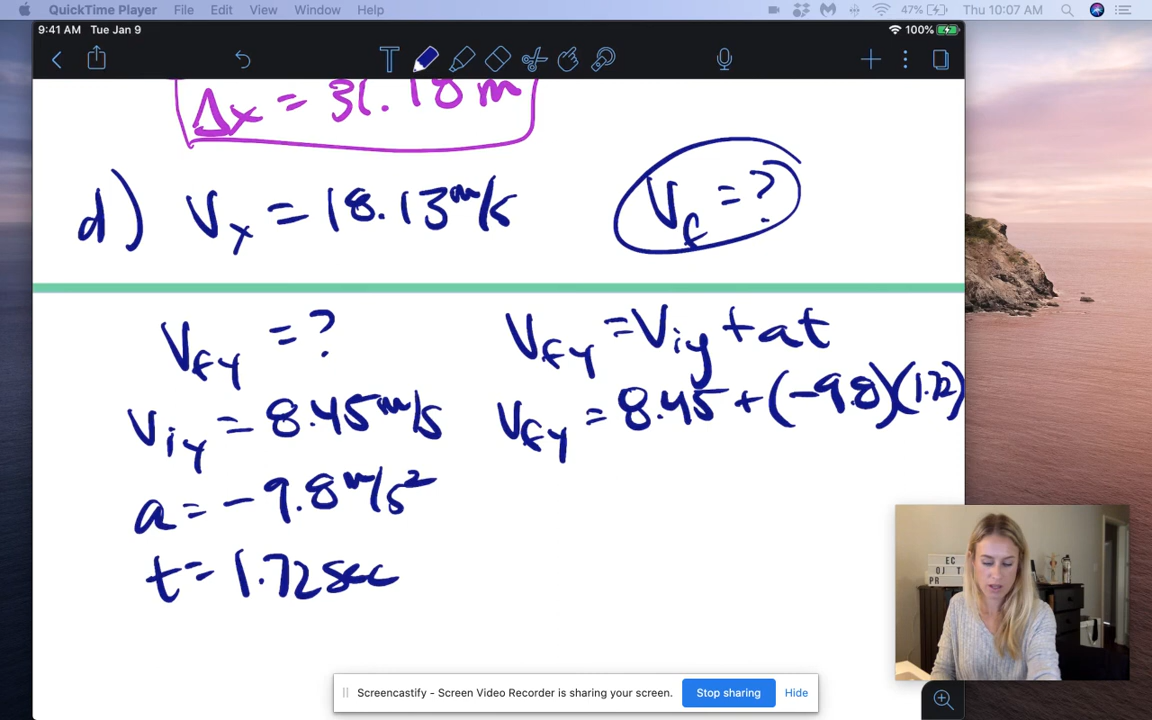 QuickTime Player File Edit View Window Help 47% Thu 10:07 AM
9:41 AM Tue Jan 9 100%
T
Δx = 31.18 m
d) Vx = 18.13 m/s Vf = ?
Vfy = ? Vfy = Viy + at
Viy = 8.45 m/s Vfy = 8.45 + (-9.8)(1.72)
a = -9.8 m/s²
t = 1.72 sec
EC
OJ T
PR
Screencastify - Screen Video Recorder is sharing your screen. Stop sharing Hide